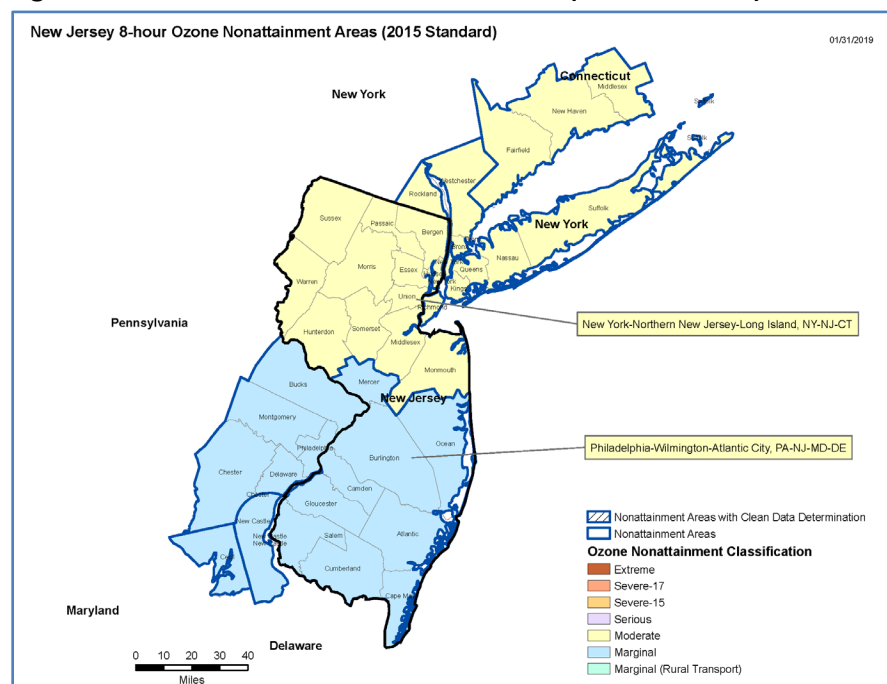 New Jersey 8-hour Ozone Nonattainment Areas (2015 Standard)
01/31/2019
Connecticut
Middlesex
New York
New Haven
Fairfield
Westchester
Rockland
Suffolk
New York
Sussex
Passaic
Bergen
Nassau
Queens
Morris
Essex
Warren
Union
Richmond
New York-Northern New Jersey-Long Island, NY-NJ-CT
Pennsylvania
Hunterdon
Somerset
Middlesex
Monmouth
Bucks
Mercer
New Jersey
Montgomery
Ocean
Philadelphia
Burlington
Philadelphia-Wilmington-Atlantic City, PA-NJ-MD-DE
Chester
Delaware
Camden
Gloucester
New Castle
Salem
Atlantic
Cumberland
Maryland
Delaware
0 10 20 30 40
Miles
Nonattainment Areas with Clean Data Determination
Nonattainment Areas
Ozone Nonattainment Classification
Extreme
Severe-17
Severe-15
Serious
Moderate
Marginal
Marginal (Rural Transport)